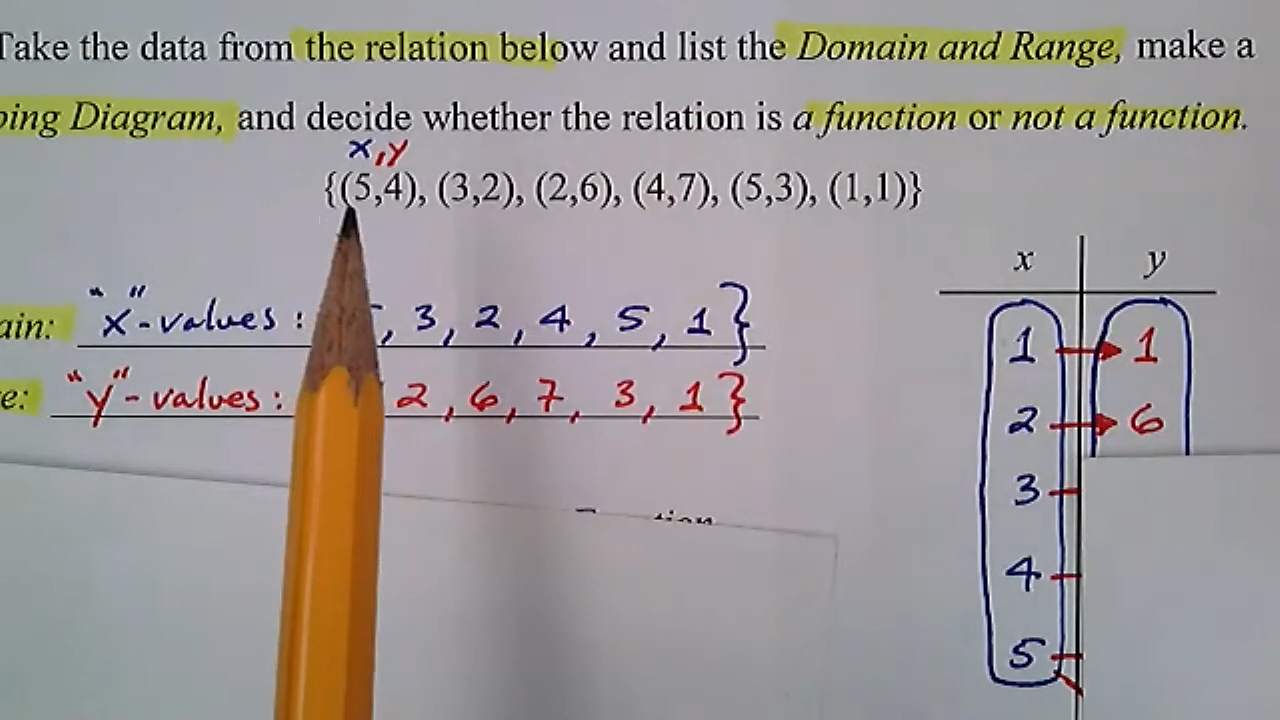 Take the data from the relation below and list the Domain and Range, make a
ping Diagram, and decide whether the relation is a function or not a function.
x,y
{(5,4), (3,2), (2,6), (4,7), (5,3), (1,1)}
x y
ain: "x"-values : , 3, 2, 4, 5, 1}
e: "y"-values : 2, 6, 7, 3, 1}
1 1
2 6
3
4
5